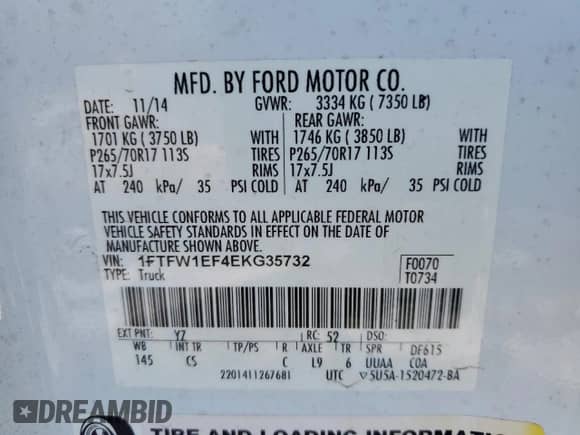 MFD. BY FORD MOTOR CO.
DATE: 11/14 GVWR: 3334 KG ( 7350 LB)
FRONT GAWR: REAR GAWR:
1701 KG ( 3750 LB) WITH 1746 KG ( 3850 LB) WITH
P265/70R17 113S TIRES P265/70R17 113S TIRES
17x7.5J RIMS 17x7.5J RIMS
AT 240 kPa/ 35 PSI COLD AT 240 kPa/ 35 PSI COLD
THIS VEHICLE CONFORMS TO ALL APPLICABLE FEDERAL MOTOR
VEHICLE SAFETY STANDARDS IN EFFECT ON THE DATE OF
MANUFACTURE SHOWN ABOVE.
VIN: 1FTFW1EF4EKG35732 F0070
TYPE: Truck T0734
EXT PNT: YZ RC: 52 DSO:
WB INT TR TP/PS R AXLE TR SPR DF615
145 CS C L9 6 UUAA COA
2201411267681 UTC 5U5A-1520472-BA
DREAMBID
TIRE AND LOADING INFORMATION